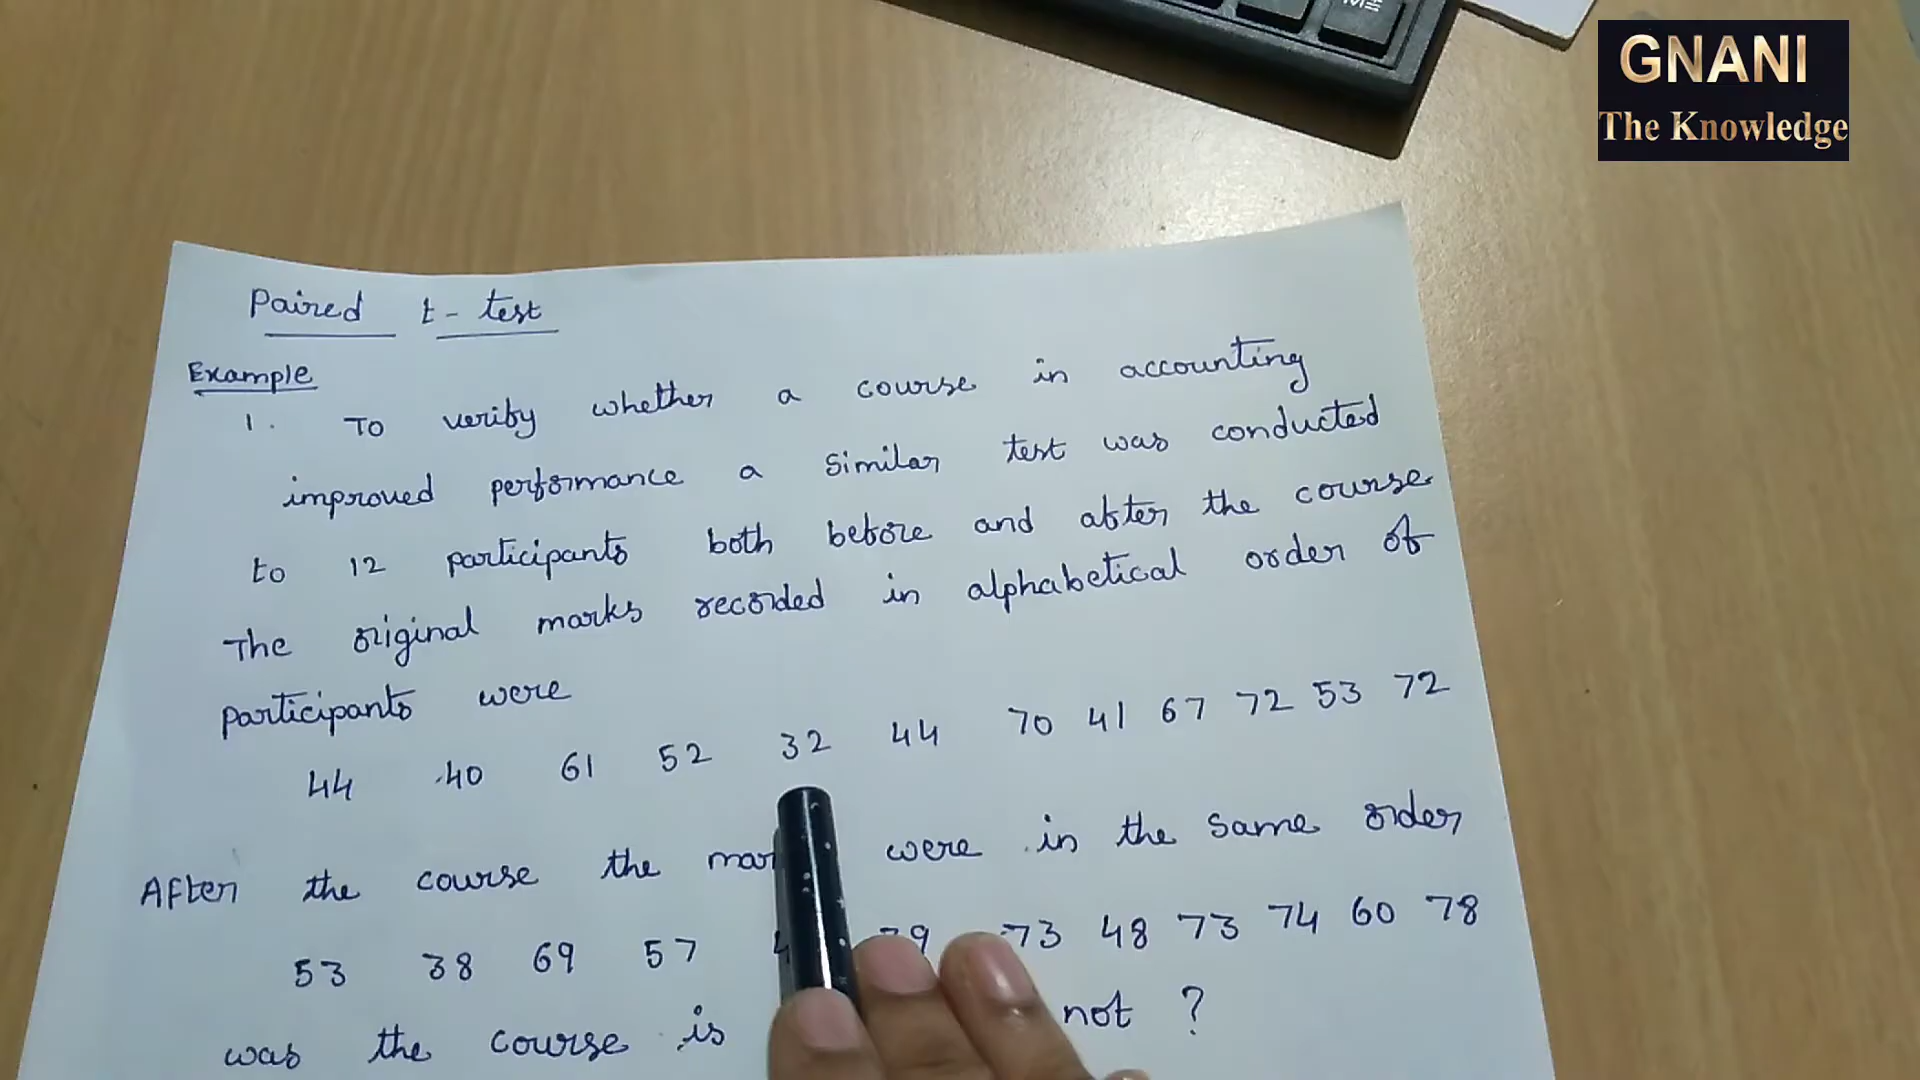 GNANI
The Knowledge
Paired t-test
Example
1. To verify whether a course in accounting
improved performance a similar test was conducted
to 12 participants both before and after the course.
The original marks recorded in alphabetical order of
participants were
44 40 61 52 32 44 70 41 67 72 53 72
After the course the were in the same order
53 38 69 57 73 48 73 74 60 78
was the course is not ?